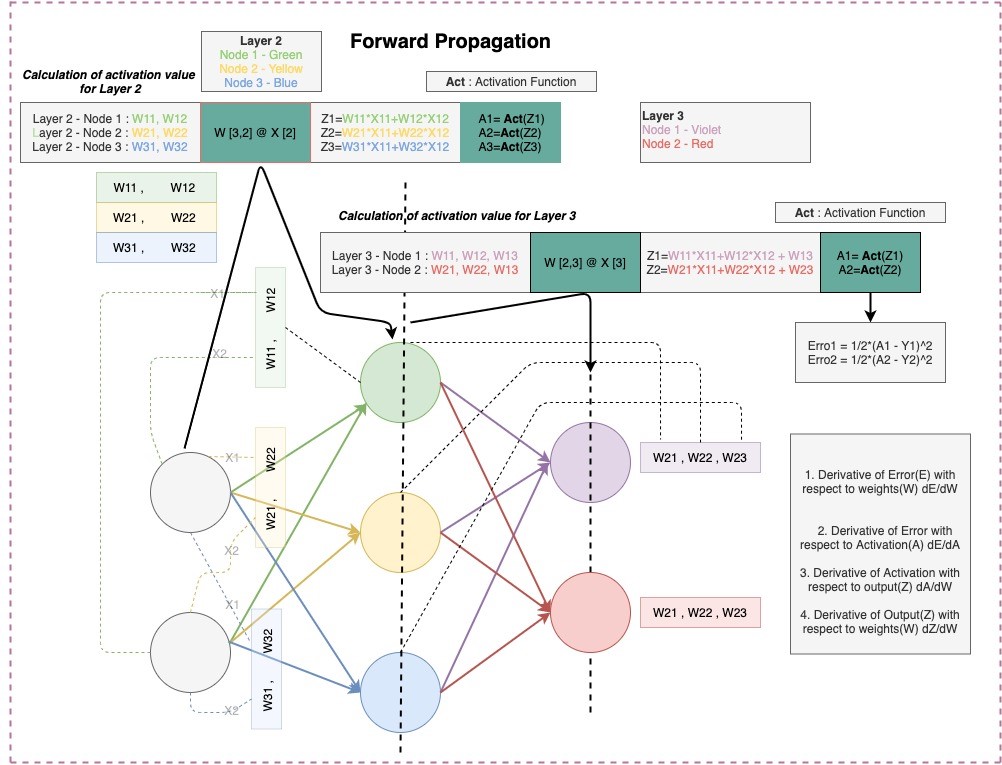 Forward Propagation
Layer 2
Node 1 - Green
Node 2 - Yellow
Node 3 - Blue
Calculation of activation value
for Layer 2
Act : Activation Function
Layer 2 - Node 1 : W11, W12
Layer 2 - Node 2 : W21, W22
Layer 2 - Node 3 : W31, W32
W [3,2] @ X [2]
Z1=W11*X11+W12*X12
Z2=W21*X11+W22*X12
Z3=W31*X11+W32*X12
A1= Act(Z1)
A2=Act(Z2)
A3=Act(Z3)
Layer 3
Node 1 - Violet
Node 2 - Red
W11 , W12
W21 , W22
W31 , W32
Calculation of activation value for Layer 3
Act : Activation Function
Layer 3 - Node 1 : W11, W12, W13
Layer 3 - Node 2 : W21, W22, W13
W [2,3] @ X [3]
Z1=W11*X11+W12*X12 + W13
Z2=W21*X11+W22*X12 + W23
A1= Act(Z1)
A2=Act(Z2)
Erro1 = 1/2*(A1 - Y1)^2
Erro2 = 1/2*(A2 - Y2)^2
X1
W11 , W12
X2
X1
W21 , W22
X2
X1
W31 , W32
X2
W21 , W22 , W23
W21 , W22 , W23
1. Derivative of Error(E) with
respect to weights(W) dE/dW
2. Derivative of Error with
respect to Activation(A) dE/dA
3. Derivative of Activation with
respect to output(Z) dA/dW
4. Derivative of Output(Z) with
respect to weights(W) dZ/dW